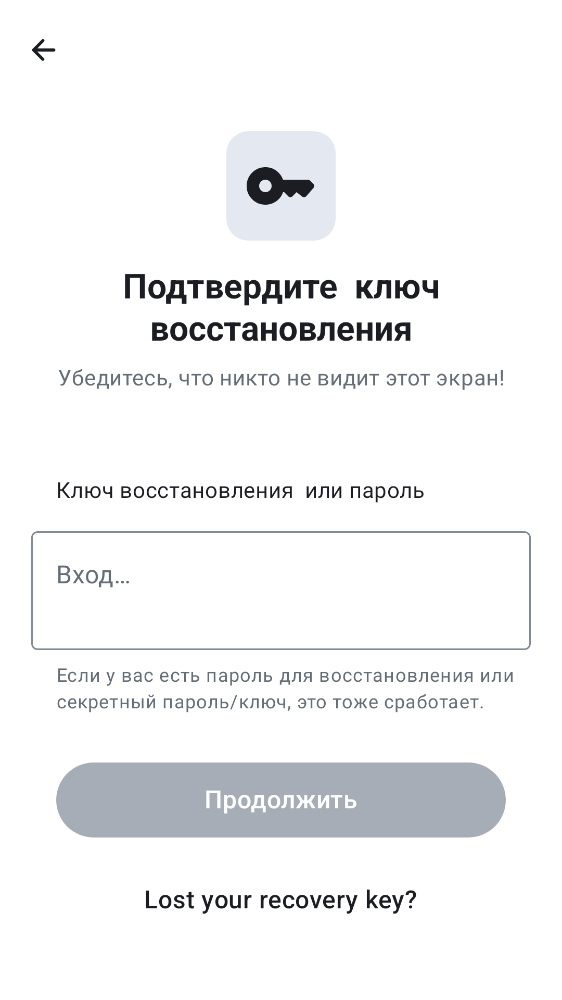 Подтвердите ключ
восстановления
Убедитесь, что никто не видит этот экран!
Ключ восстановления или пароль
Вход…
Если у вас есть пароль для восстановления или
секретный пароль/ключ, это тоже сработает.
Продолжить
Lost your recovery key?